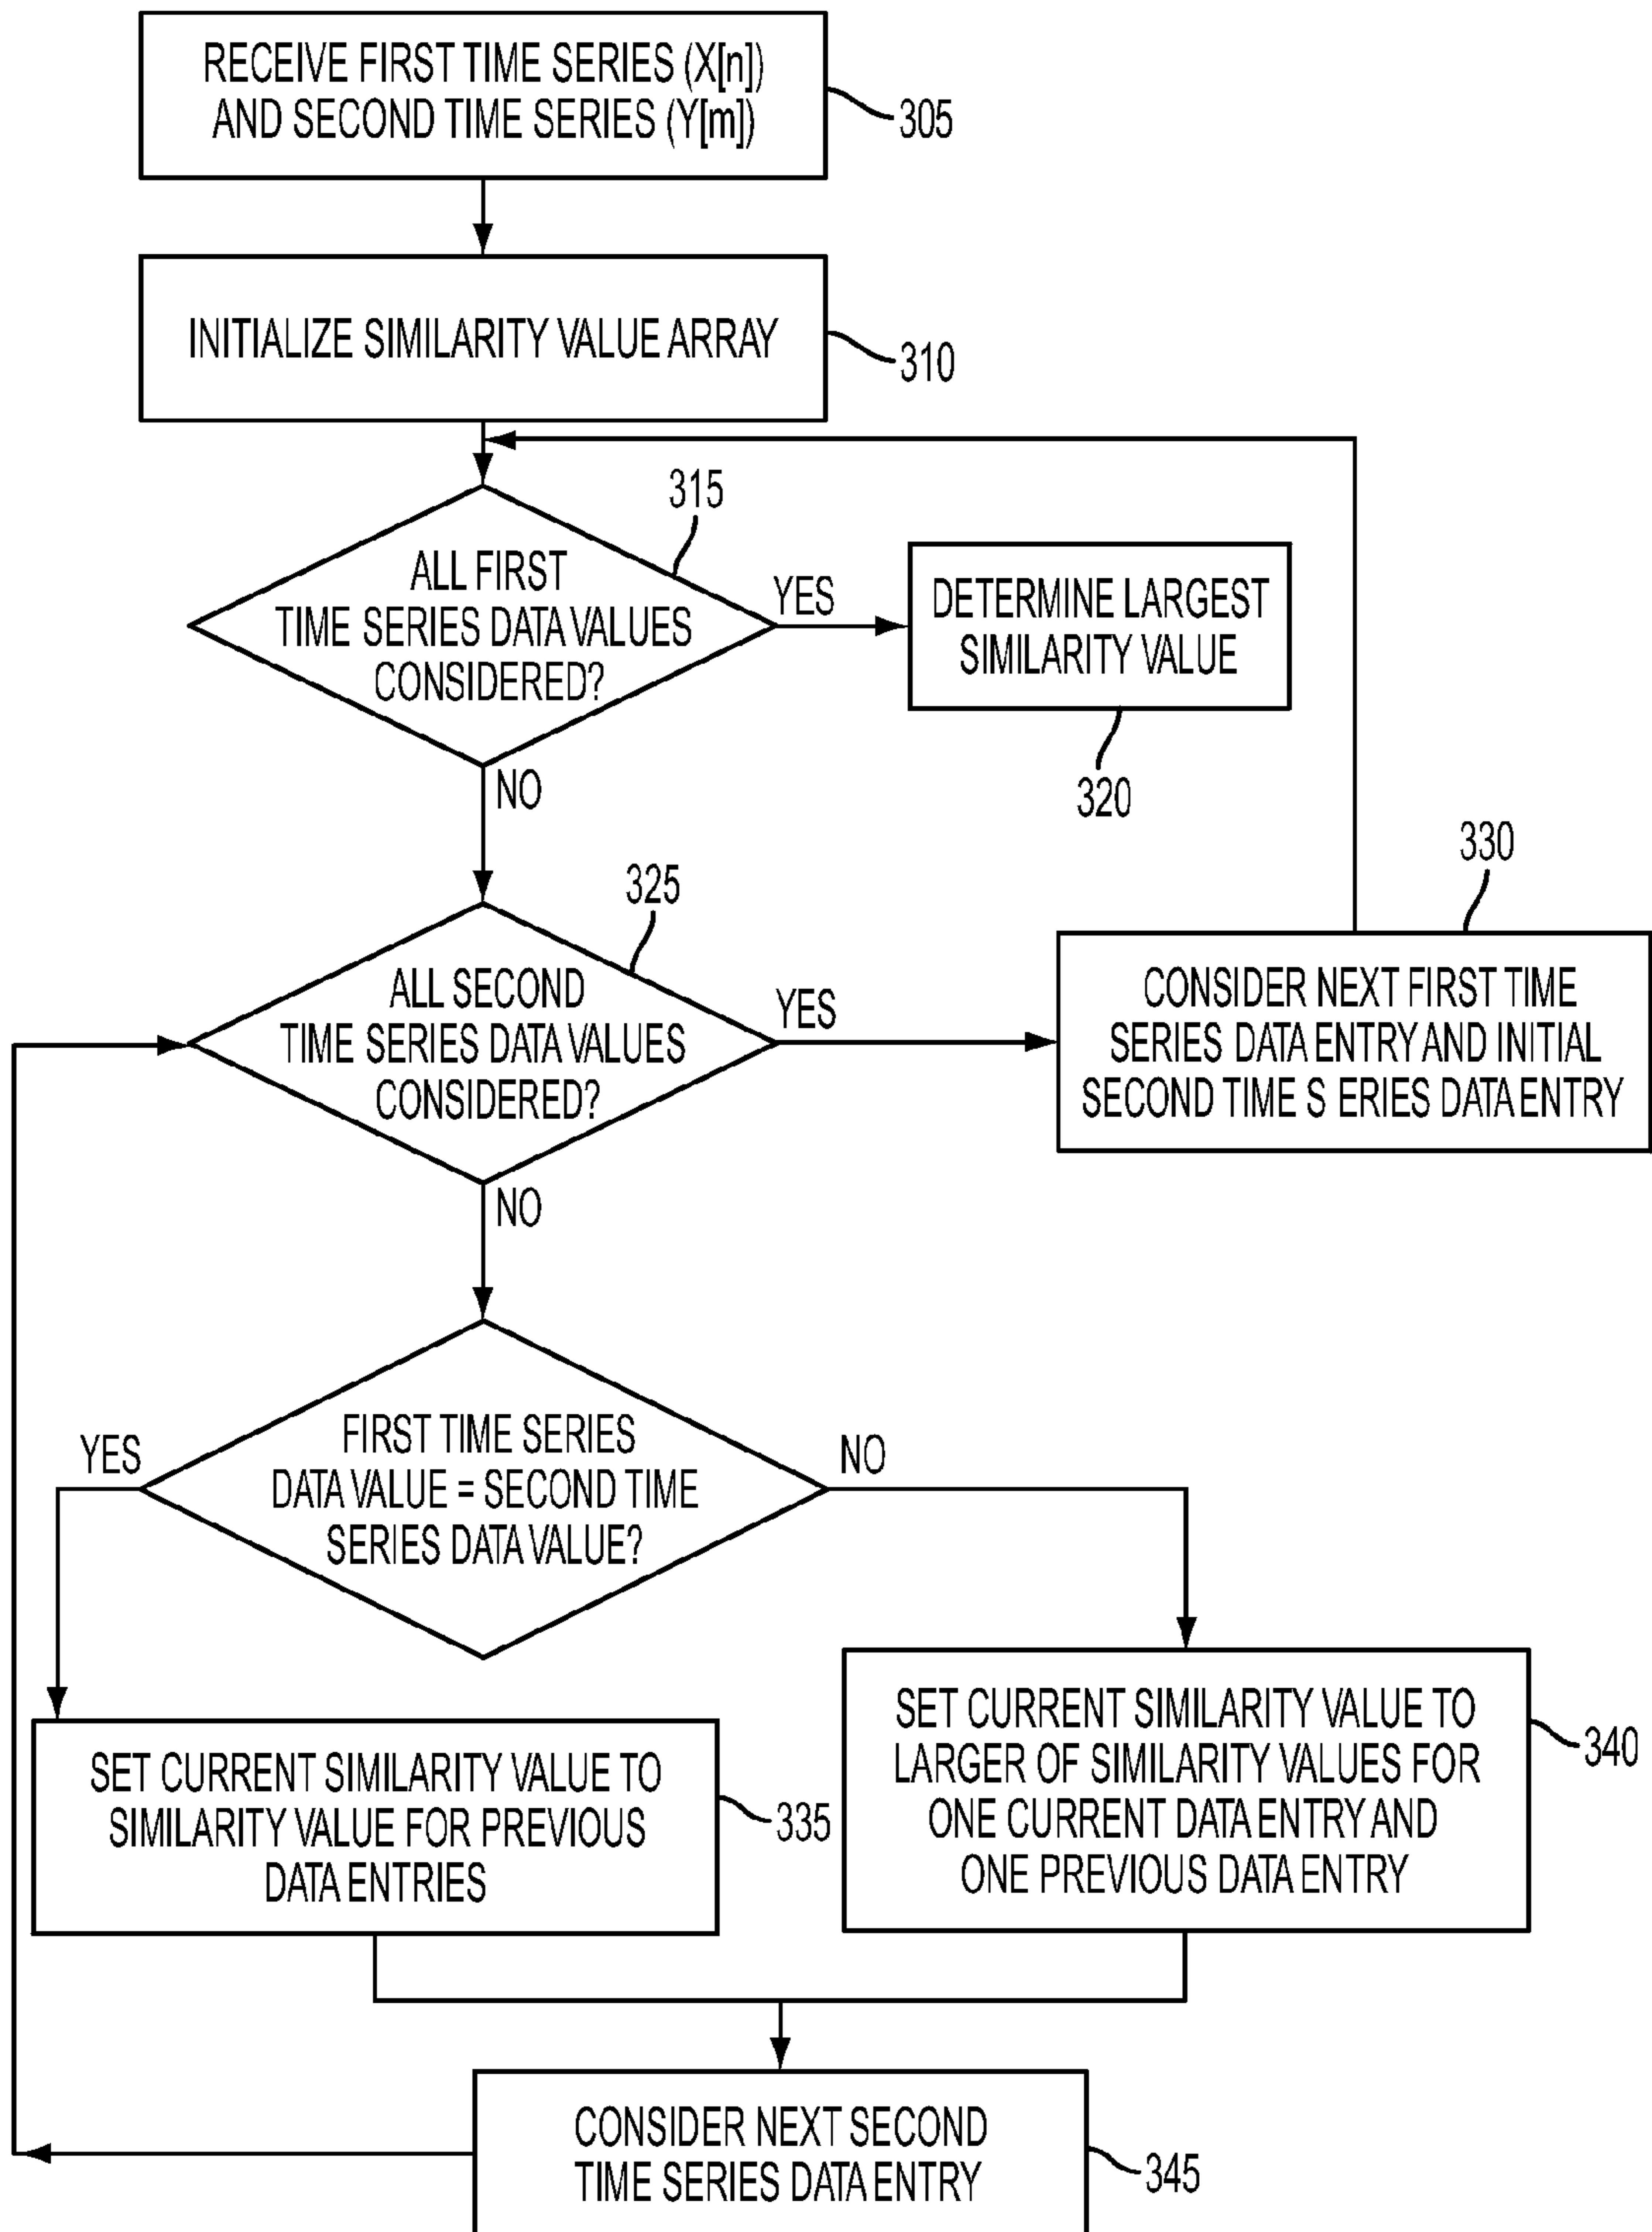 RECEIVE FIRST TIME SERIES (X[n])
AND SECOND TIME SERIES (Y[m])
305
INITIALIZE SIMILARITY VALUE ARRAY
310
315
ALL FIRST
TIME SERIES DATA VALUES
CONSIDERED?
YES
DETERMINE LARGEST
SIMILARITY VALUE
320
NO
325
330
ALL SECOND
TIME SERIES DATA VALUES
CONSIDERED?
YES
CONSIDER NEXT FIRST TIME
SERIES DATA ENTRY AND INITIAL
SECOND TIME S ERIES DATA ENTRY
NO
FIRST TIME SERIES
DATA VALUE = SECOND TIME
SERIES DATA VALUE?
YES
NO
SET CURRENT SIMILARITY VALUE TO
SIMILARITY VALUE FOR PREVIOUS
DATA ENTRIES
335
SET CURRENT SIMILARITY VALUE TO
LARGER OF SIMILARITY VALUES FOR
ONE CURRENT DATA ENTRY AND
ONE PREVIOUS DATA ENTRY
340
CONSIDER NEXT SECOND
TIME SERIES DATA ENTRY
345